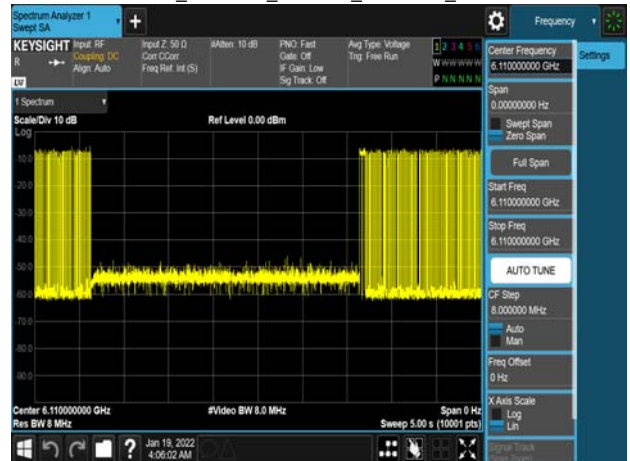 Spectrum Analyzer 1
Swept SA
+
Frequency
KEYSIGHT
Input: RF
Coupling: DC
Align: Auto
Input Z: 50 Ω
Corr CCorr
Freq Ref: Int (S)
#Atten: 10 dB
PNO: Fast
Gate: Off
IF Gain: Low
Sig Track: Off
Avg Type: Voltage
Trig: Free Run
1 2 3 4 5 6
W W W W W W
P N N N N N
R
LXI
Center Frequency
6.110000000 GHz
Settings
Span
0.00000000 Hz
Swept Span
Zero Span
Full Span
Start Freq
6.110000000 GHz
Stop Freq
6.110000000 GHz
AUTO TUNE
CF Step
8.000000 MHz
Auto
Man
Freq Offset
0 Hz
X Axis Scale
Log
Lin
Signal Track
(Span Zoom)
1 Spectrum
Scale/Div 10 dB
Ref Level 0.00 dBm
Log
-10.0
-20.0
-30.0
-40.0
-50.0
-60.0
-70.0
-80.0
Center 6.110000000 GHz
#Video BW 8.0 MHz
Span 0 Hz
Res BW 8 MHz
Sweep 5.00 s (10001 pts)
?
Jan 19, 2022
4:06:02 AM